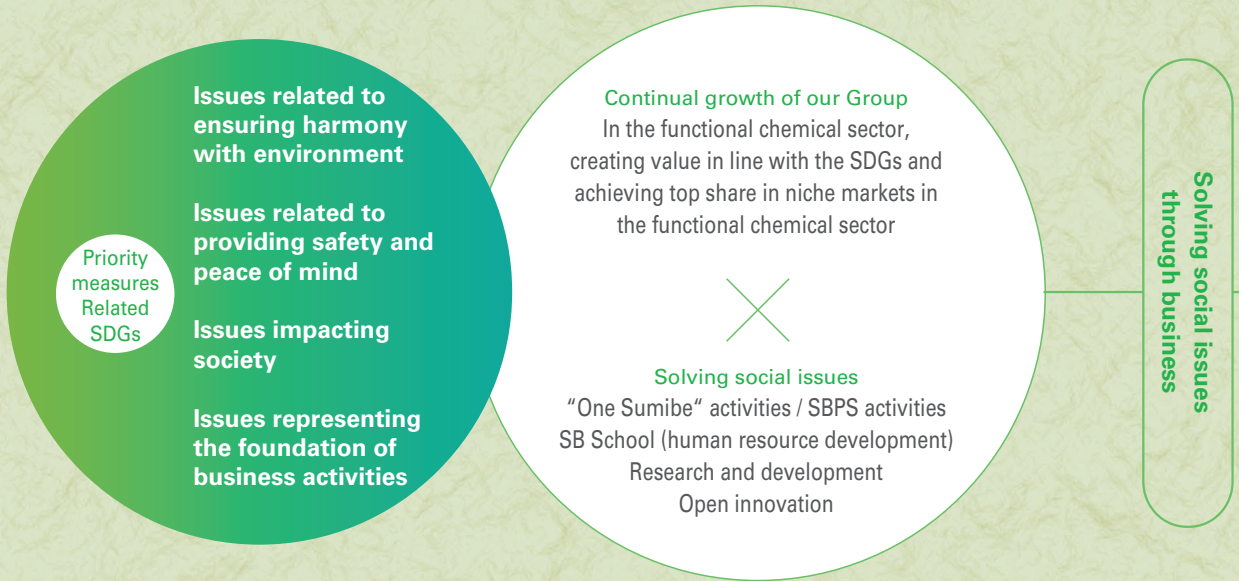 Priority
measures
Related
SDGs
Issues related to
ensuring harmony
with environment
Issues related to
providing safety and
peace of mind
Issues impacting
society
Issues representing
the foundation of
business activities
Continual growth of our Group
In the functional chemical sector,
creating value in line with the SDGs and
achieving top share in niche markets in
the functional chemical sector
Solving social issues
“One Sumibe“ activities / SBPS activities
SB School (human resource development)
Research and development
Open innovation
Solving social issues
through business